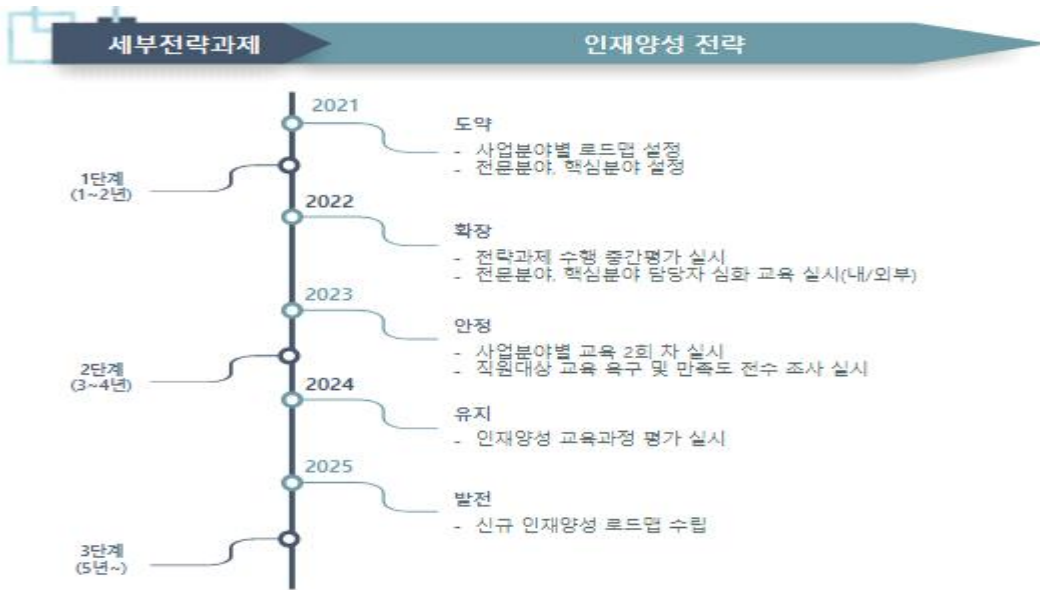 세부전략과제
인재양성 전략
2021
도약
- 사업분야별 로드맵 설정
- 전문분야, 핵심분야 설정
1단계
(1~2년)
2022
확장
- 전략과제 수행 중간평가 실시
- 전문분야, 핵심분야 담당자 심화 교육 실시(내/외부)
2023
안정
- 사업분야별 교육 2회 차 실시
- 직원대상 교육 욕구 및 만족도 전수 조사 실시
2단계
(3~4년)
2024
유지
- 인재양성 교육과정 평가 실시
2025
발전
- 신규 인재양성 로드맵 수립
3단계
(5년~)